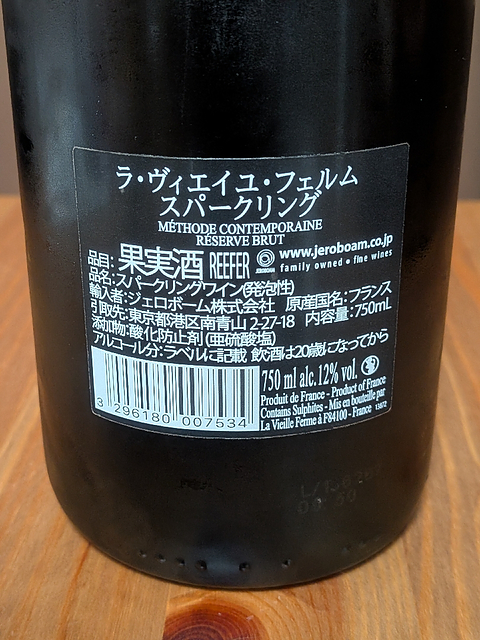 ラ・ヴィエイユ・フェルム
スパークリング
MÉTHODE CONTEMPORAINE
RÉSERVE BRUT
品目:果実酒 REEFER JEROBOAM www.jeroboam.co.jp
family owned • fine wines
品名:スパークリングワイン(発泡性)
輸入者:ジェロボーム株式会社 原産国名:フランス
引取先:東京都港区南青山 2-27-18 内容量:750mL
添加物:酸化防止剤(亜硫酸塩)
アルコール分:ラベルに記載 飲酒は20歳になってから
750 ml alc.12% vol.
Produit de France - Product of France
Contains Sulphites - Mis en bouteille par
La Vieille Ferme à F84100 - France 13672
3 296180 007534